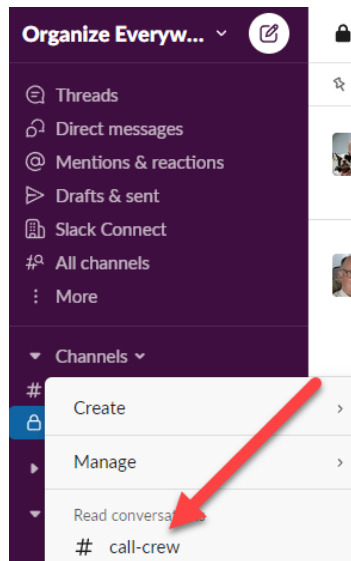 Organize Everyw...
Threads
Direct messages
@ Mentions & reactions
Drafts & sent
Slack Connect
All channels
More
Channels
#
Create
Manage
Read
# call-crew